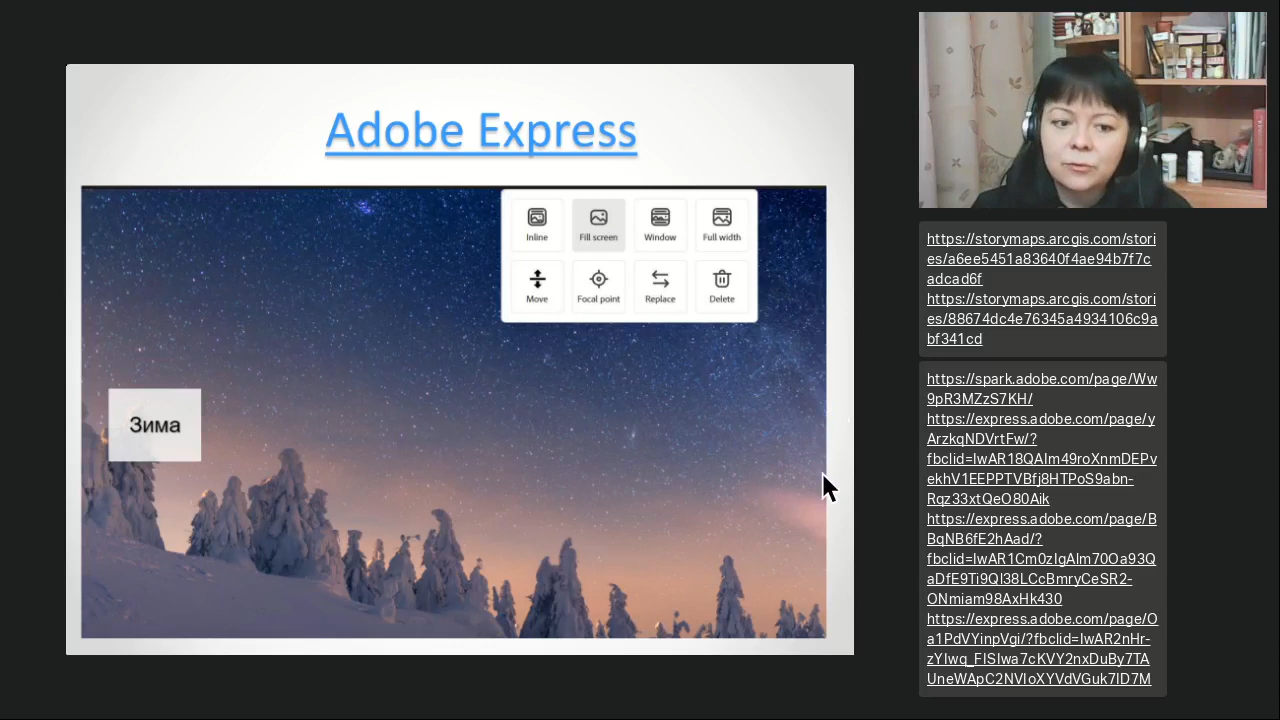 Adobe Express
Inline
Fill screen
Window
Full width
Move
Focal point
Replace
Delete
Зима
https://storymaps.arcgis.com/stori
es/a6ee5451a83640f4ae94b7f7c
adcad6f
https://storymaps.arcgis.com/stori
es/88674dc4e76345a4934106c9a
bf341cd
https://spark.adobe.com/page/Ww
9pR3MZzS7KH/
https://express.adobe.com/page/y
ArzkqNDVrtFw/?
fbclid=IwAR18QAIm49roXnmDEPv
ekhV1EEPPTVBfj8HTPoS9abn-
Rqz33xtQeO80Aik
https://express.adobe.com/page/B
BqNB6fE2hAad/?
fbclid=IwAR1Cm0zIgAlm70Oa93Q
aDfE9Ti9Ql38LCcBmryCeSR2-
ONmiam98AxHk430
https://express.adobe.com/page/O
a1PdVYinpVgi/?fbclid=IwAR2nHr-
zYIwq_FISlwa7cKVY2nxDuBy7TA
UneWApC2NVIoXYVdVGuk7ID7M